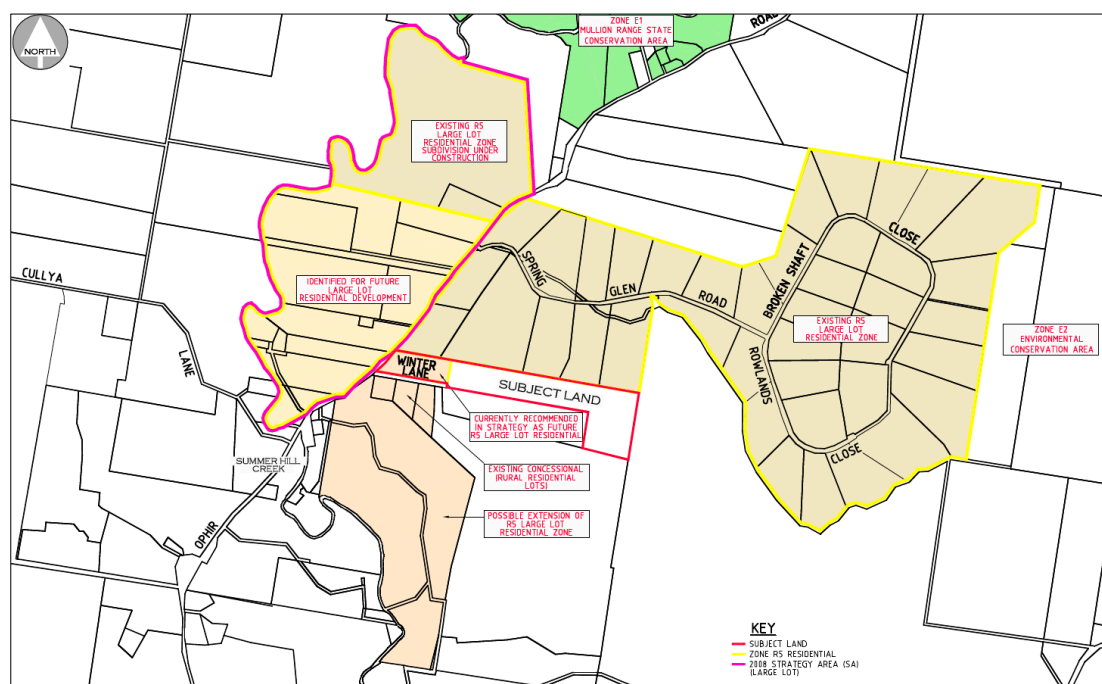 NORTH
ZONE E1
MULLION RANGE STATE
CONSERVATION AREA
ROAD
EXISTING R5
LARGE LOT
RESIDENTIAL ZONE
SUBDIVISION UNDER
CONSTRUCTION
CLOSE
BROKEN SHAFT
SPRING
GLEN
ROAD
CULLYA
LANE
IDENTIFIED FOR FUTURE
LARGE LOT
RESIDENTIAL DEVELOPMENT
EXISTING R5
LARGE LOT
RESIDENTIAL ZONE
ZONE E2
ENVIRONMENTAL
CONSERVATION AREA
ROWLANDS
CLOSE
WINTER
LANE
SUBJECT LAND
CURRENTLY RECOMMENDED
IN STRATEGY AS FUTURE
R5 LARGE LOT RESIDENTIAL
SUMMER HILL
CREEK
EXISTING CONCESSIONAL
(RURAL RESIDENTIAL
LOTS)
OPHIR
POSSIBLE EXTENSION OF
R5 LARGE LOT
RESIDENTIAL ZONE
KEY
SUBJECT LAND
ZONE R5 RESIDENTIAL
2008 STRATEGY AREA (SA)
(LARGE LOT)